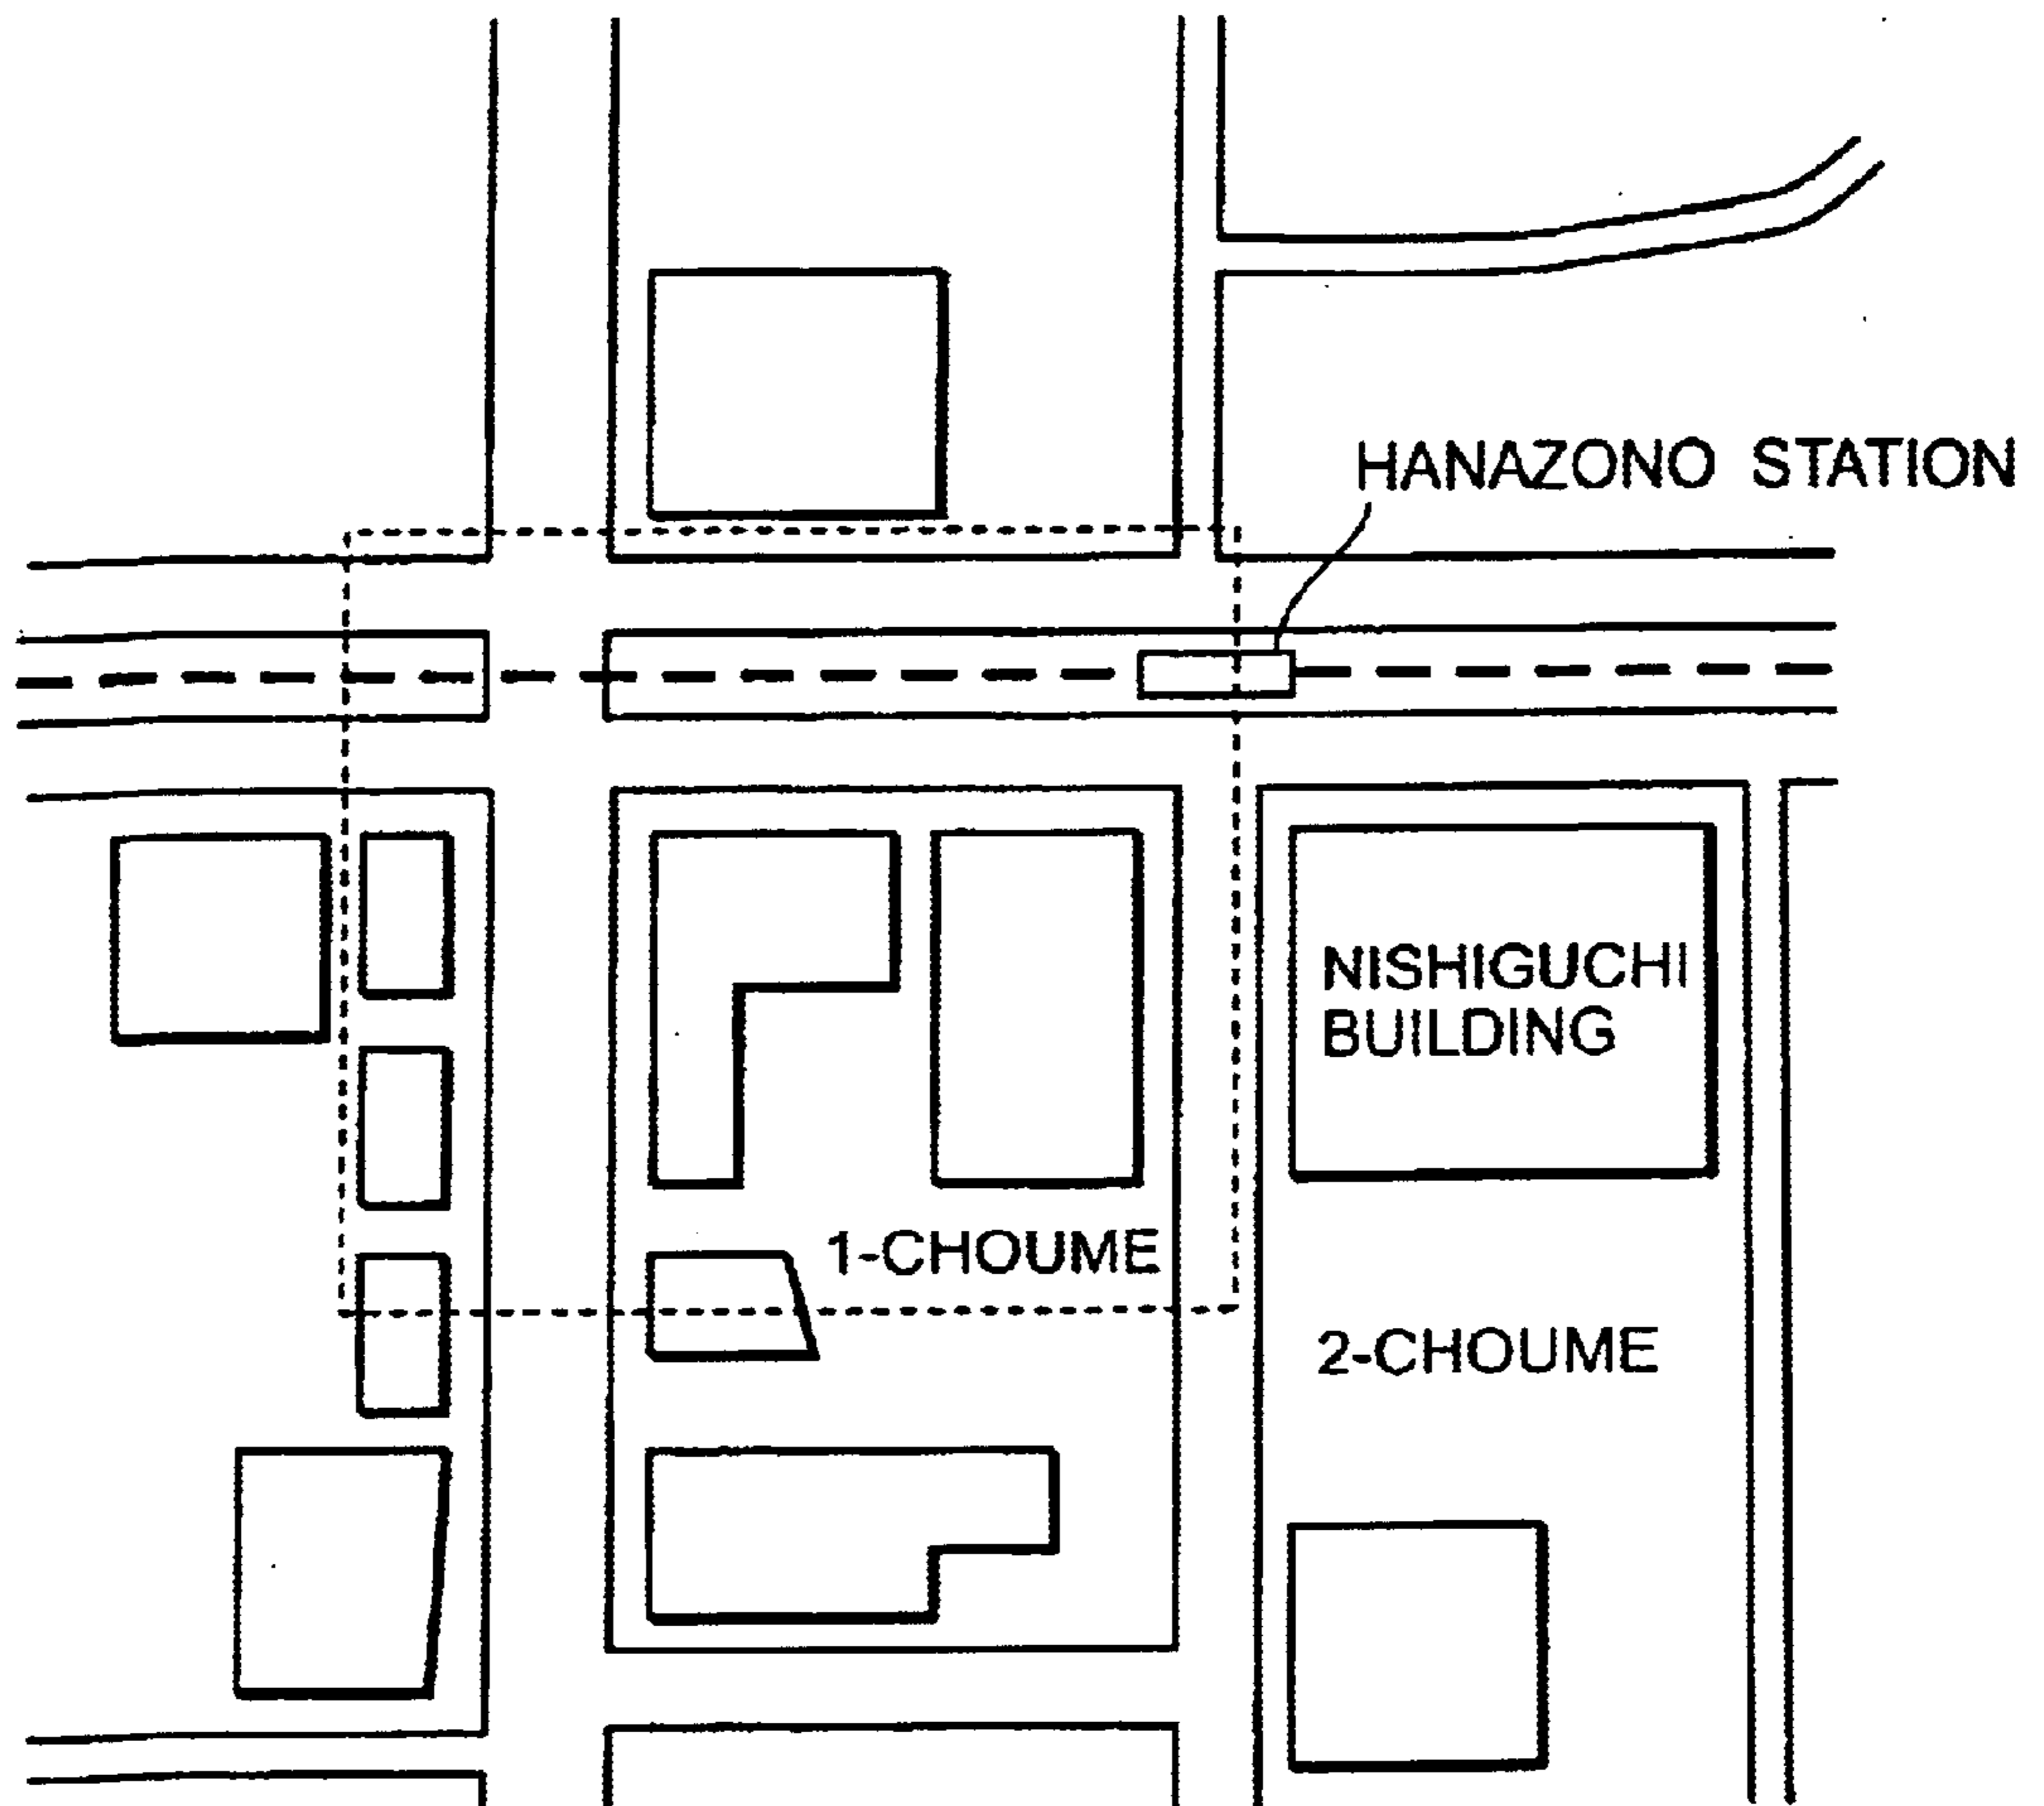 HANAZONO STATION
NISHIGUCHI
BUILDING
1-CHOUME
2-CHOUME